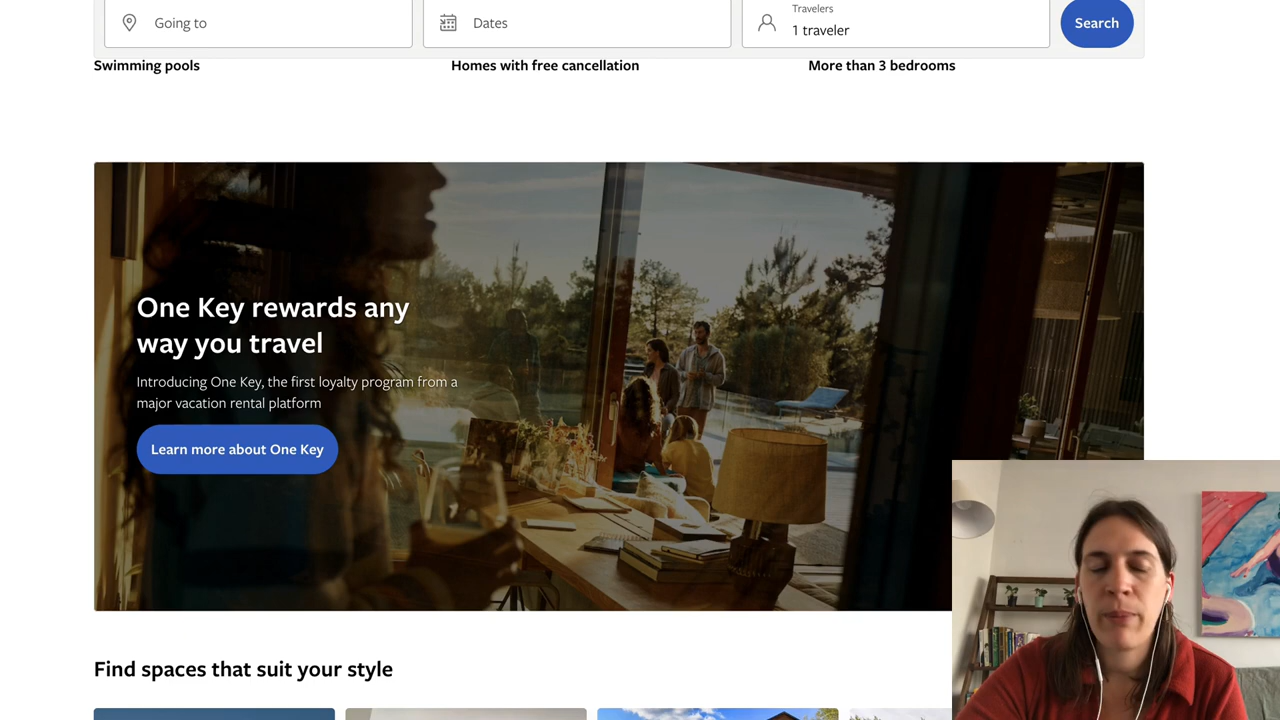 Going to
Dates
Travelers
1 traveler
Search
Swimming pools
Homes with free cancellation
More than 3 bedrooms
One Key rewards any
way you travel
Introducing One Key, the first loyalty program from a
major vacation rental platform
Learn more about One Key
Find spaces that suit your style